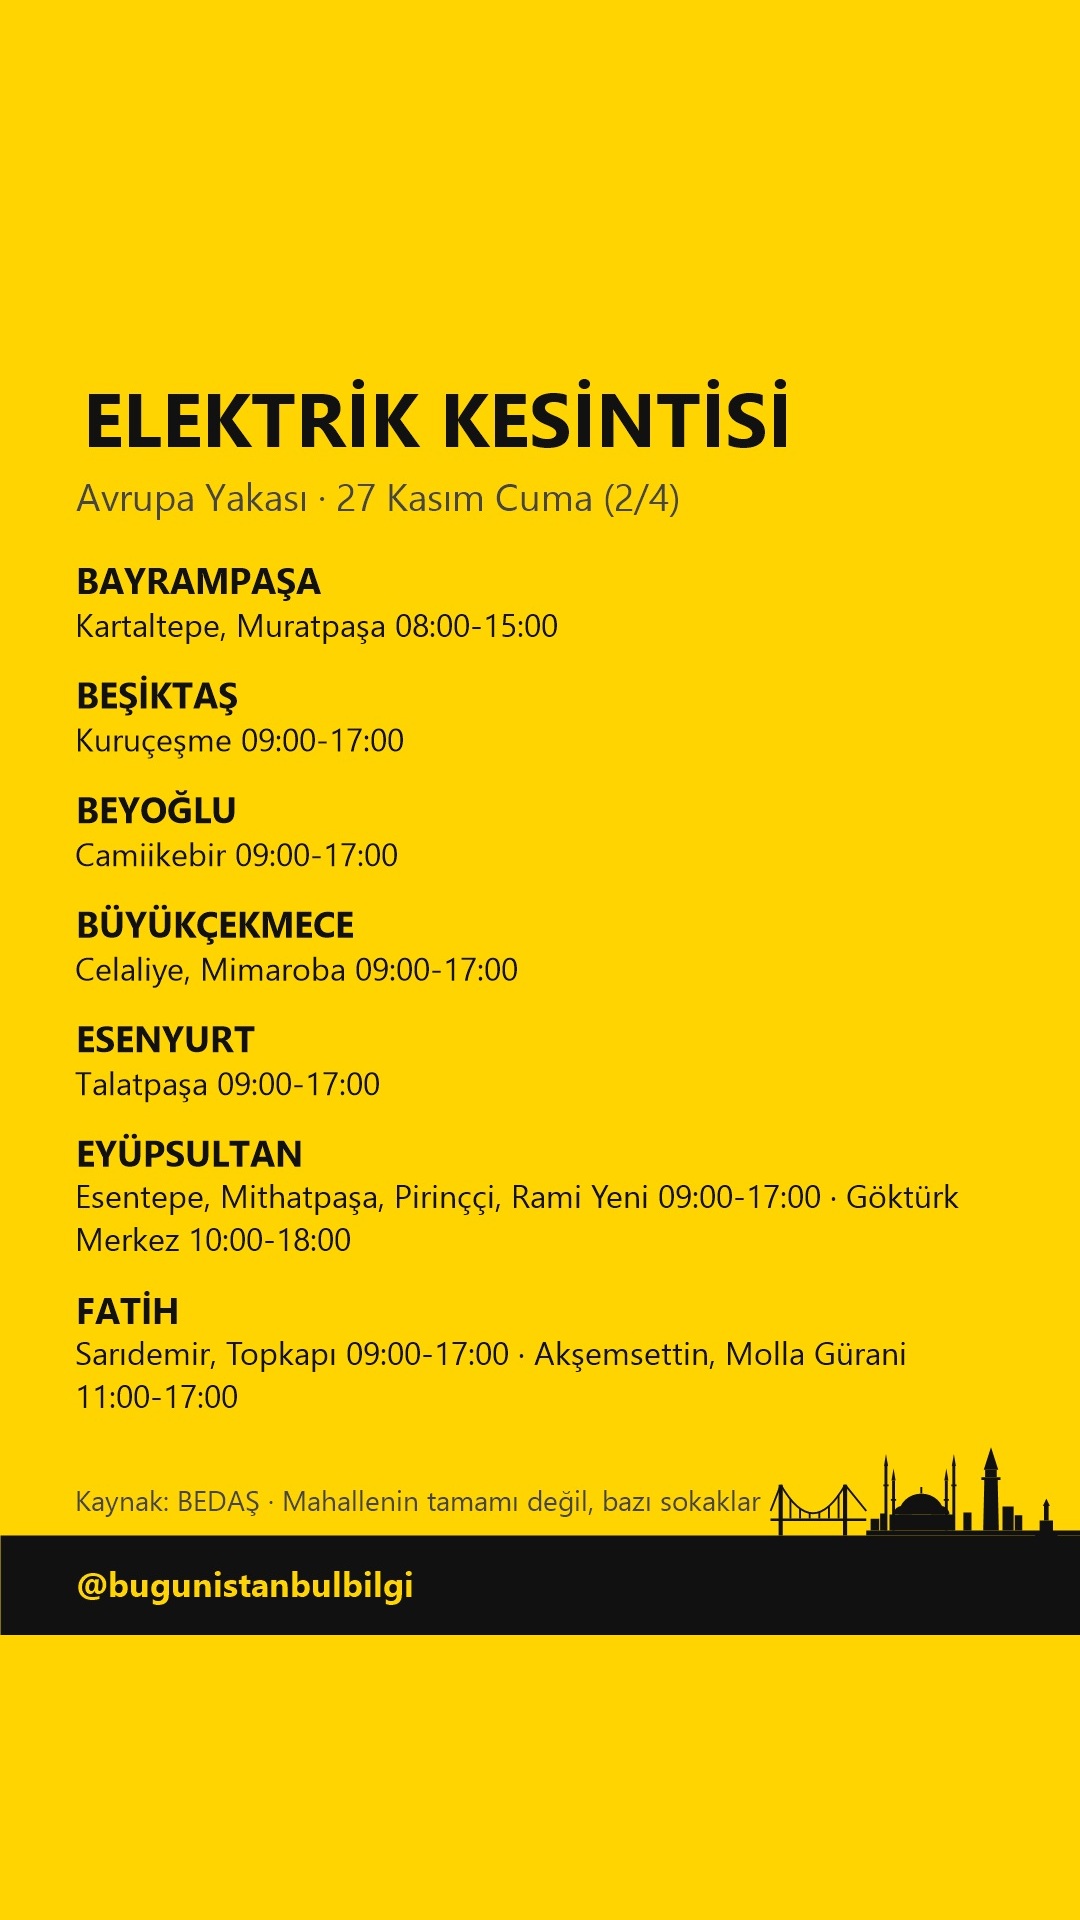 ELEKTRİK KESİNTİSİ
Avrupa Yakası · 27 Kasım Cuma (2/4)
BAYRAMPAŞA
Kartaltepe, Muratpaşa 08:00-15:00
BEŞİKTAŞ
Kuruçeşme 09:00-17:00
BEYOĞLU
Camiikebir 09:00-17:00
BÜYÜKÇEKMECE
Celaliye, Mimaroba 09:00-17:00
ESENYURT
Talatpaşa 09:00-17:00
EYÜPSULTAN
Esentepe, Mithatpaşa, Pirinççi, Rami Yeni 09:00-17:00 · Göktürk
Merkez 10:00-18:00
FATİH
Sarıdemir, Topkapı 09:00-17:00 · Akşemsettin, Molla Gürani
11:00-17:00
Kaynak: BEDAŞ · Mahallenin tamamı değil, bazı sokaklar
@bugunistanbulbilgi